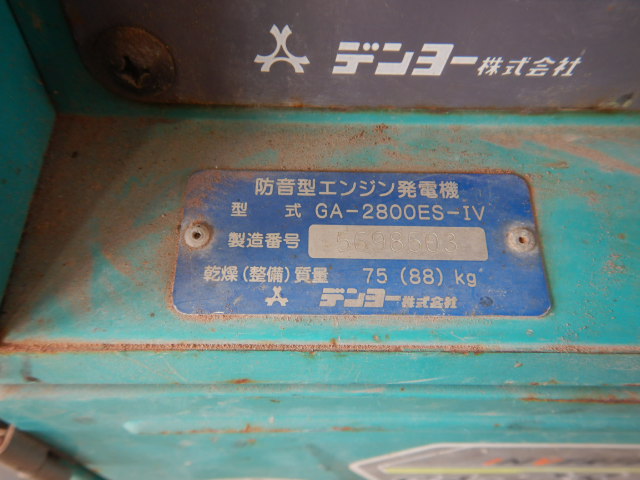 デンヨー株式会社
防音型エンジン発電機
型 式 GA-2800ES-IV
製造番号 5698503
乾燥(整備)質量 75 (88) kg
デンヨー株式会社